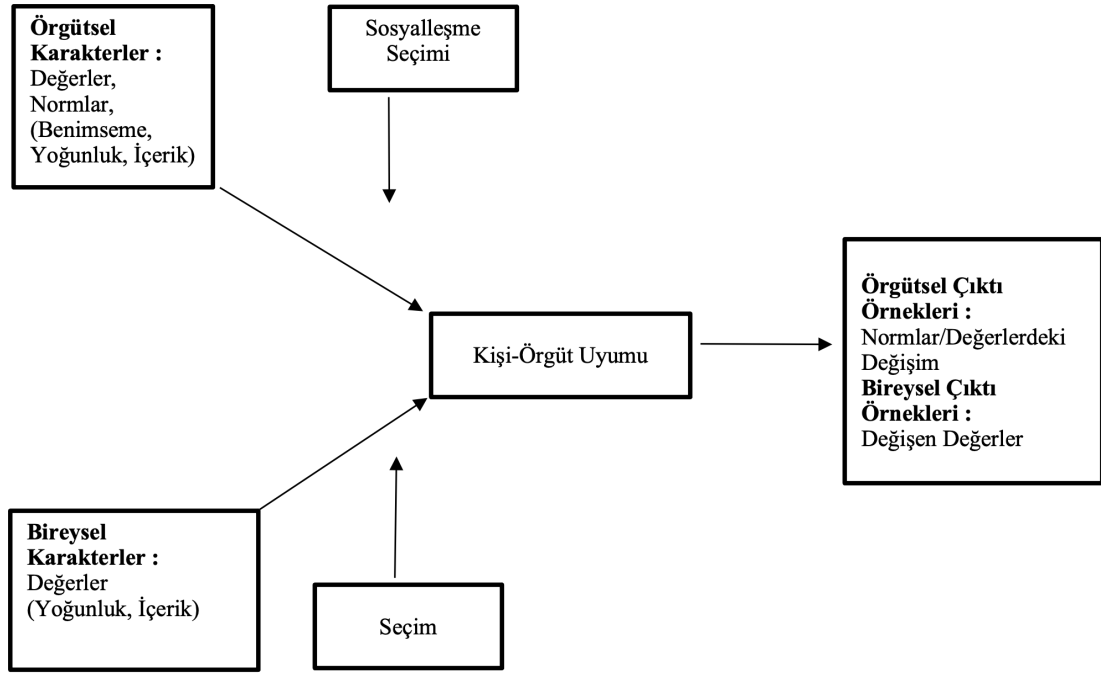 Örgütsel
Karakterler :
Değerler,
Normlar,
(Benimseme,
Yoğunluk, İçerik)
Sosyalleşme
Seçimi
Kişi-Örgüt Uyumu
Örgütsel Çıktı
Örnekleri :
Normlar/Değerlerdeki
Değişim
Bireysel Çıktı
Örnekleri :
Değişen Değerler
Bireysel
Karakterler :
Değerler
(Yoğunluk, İçerik)
Seçim